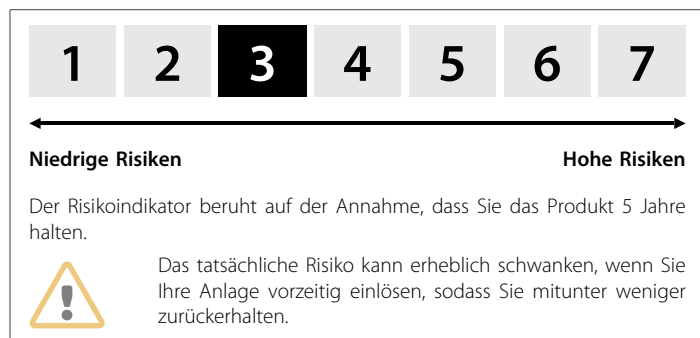 1 2 3 4 5 6 7
Niedrige Risiken Hohe Risiken
Der Risikoindikator beruht auf der Annahme, dass Sie das Produkt 5 Jahre
halten.
Das tatsächliche Risiko kann erheblich schwanken, wenn Sie
Ihre Anlage vorzeitig einlösen, sodass Sie mitunter weniger
zurückerhalten.